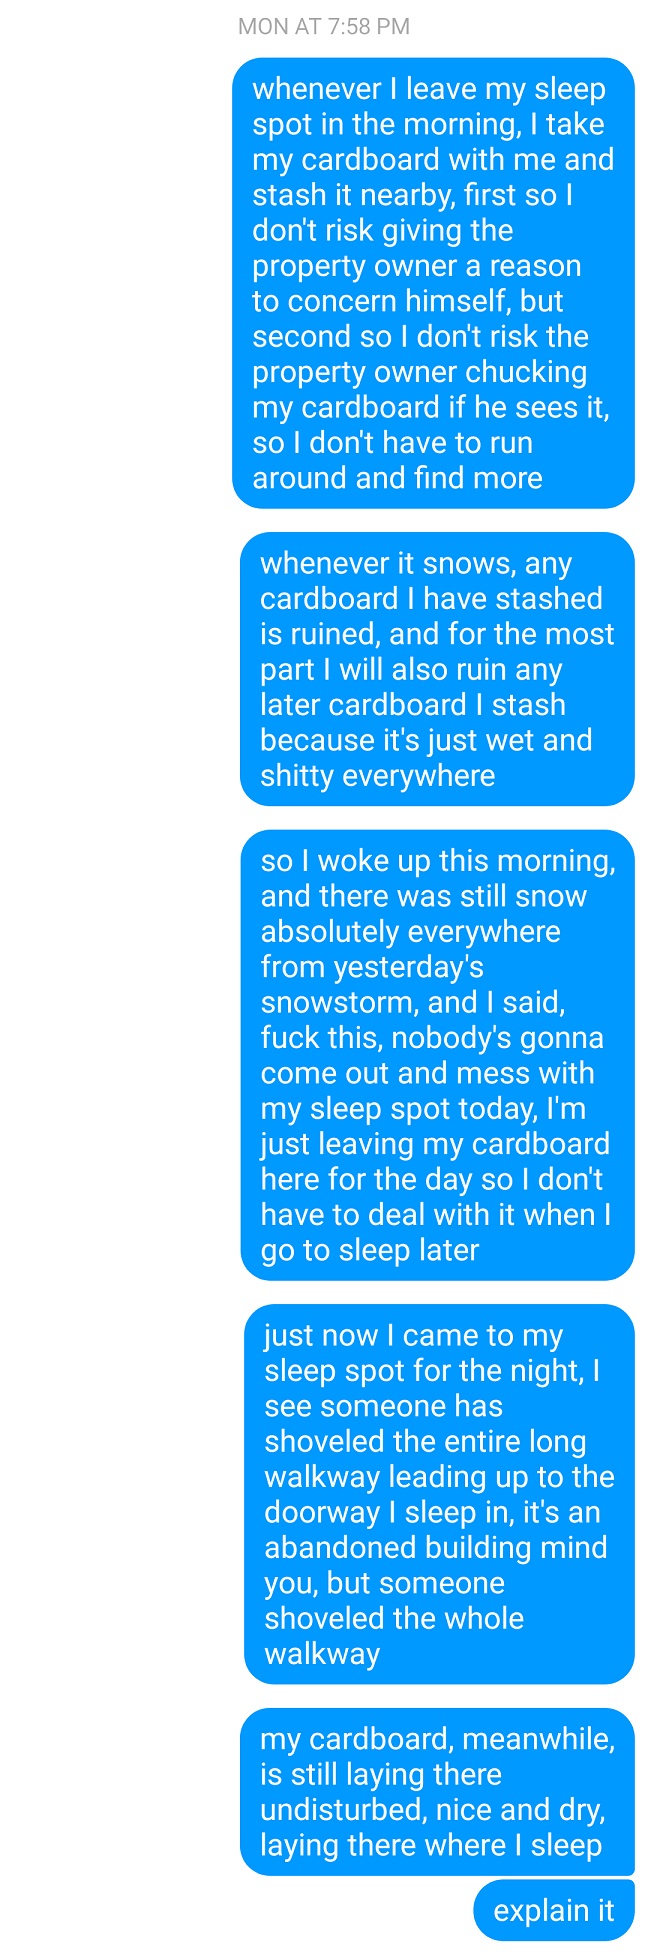 MON AT 7:58 PM
whenever I leave my sleep
spot in the morning, I take
my cardboard with me and
stash it nearby, first so I
don't risk giving the
property owner a reason
to concern himself, but
second so I don't risk the
property owner chucking
my cardboard if he sees it,
so I don't have to run
around and find more
whenever it snows, any
cardboard I have stashed
is ruined, and for the most
part I will also ruin any
later cardboard I stash
because it's just wet and
shitty everywhere
so I woke up this morning,
and there was still snow
absolutely everywhere
from yesterday's
snowstorm, and I said,
fuck this, nobody's gonna
come out and mess with
my sleep spot today, I'm
just leaving my cardboard
here for the day so I don't
have to deal with it when I
go to sleep later
just now I came to my
sleep spot for the night, I
see someone has
shoveled the entire long
walkway leading up to the
doorway I sleep in, it's an
abandoned building mind
you, but someone
shoveled the whole
walkway
my cardboard, meanwhile,
is still laying there
undisturbed, nice and dry,
laying there where I sleep
explain it